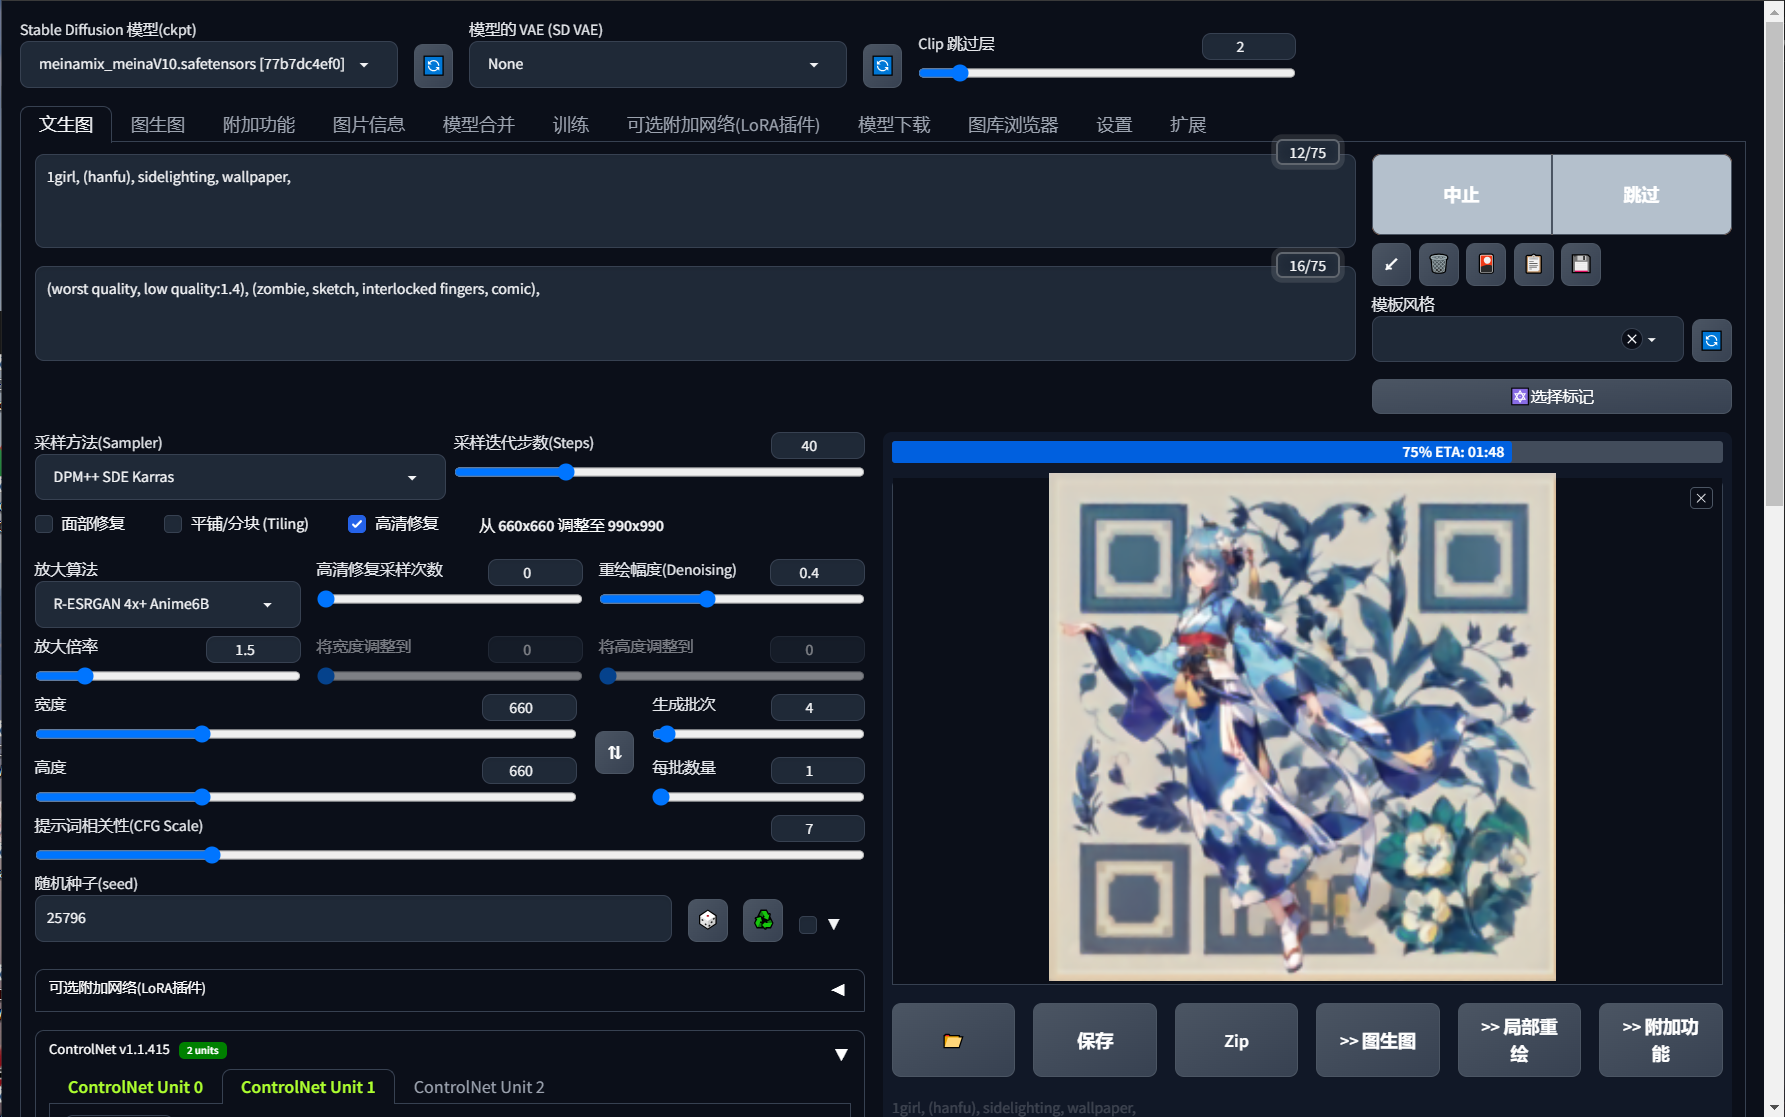 Stable Diffusion 模型(ckpt)
模型的 VAE (SD VAE)
Clip 跳过层
2
meinamix_meinaV10.safetensors [77b7dc4ef0]
None
文生图
图生图
附加功能
图片信息
模型合并
训练
可选附加网络(LoRA插件)
模型下载
图库浏览器
设置
扩展
12/75
1girl, (hanfu), sidelighting, wallpaper,
中止
跳过
16/75
(worst quality, low quality:1.4), (zombie, sketch, interlocked fingers, comic),
模板风格
选择标记
采样方法(Sampler)
采样迭代步数(Steps)
40
DPM++ SDE Karras
75% ETA: 01:48
面部修复
平铺/分块 (Tiling)
高清修复
从 660x660 调整至 990x990
放大算法
高清修复采样次数
0
重绘幅度(Denoising)
0.4
R-ESRGAN 4x+ Anime6B
放大倍率
1.5
将宽度调整到
0
将高度调整到
0
宽度
660
生成批次
4
高度
660
每批数量
1
提示词相关性(CFG Scale)
7
随机种子(seed)
25796
可选附加网络(LoRA插件)
ControlNet v1.1.415
2 units
ControlNet Unit 0
ControlNet Unit 1
ControlNet Unit 2
保存
Zip
>> 图生图
>> 局部重
绘
>> 附加功
能
1girl, (hanfu), sidelighting, wallpaper,